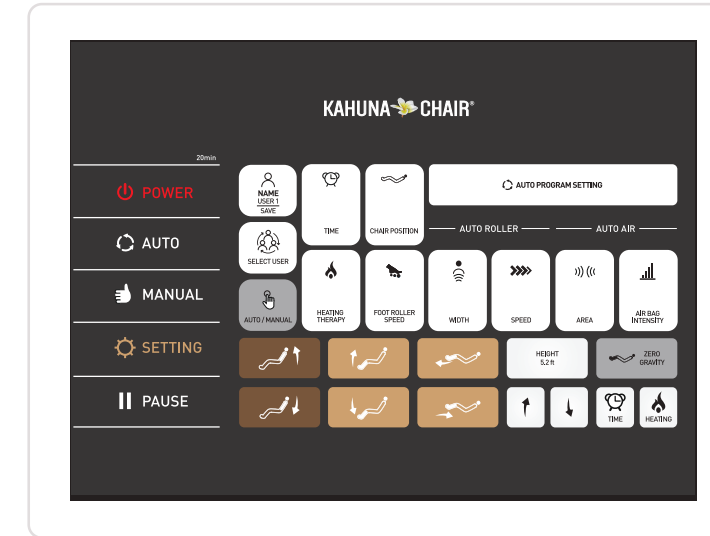 KAHUNA CHAIR®
20min
POWER
AUTO
MANUAL
SETTING
PAUSE
NAME
USER 1
SAVE
TIME
CHAIR POSITION
AUTO PROGRAM SETTING
AUTO ROLLER
AUTO AIR
SELECT USER
AUTO / MANUAL
HEATING
THERAPY
FOOT ROLLER
SPEED
WIDTH
SPEED
AREA
AIR BAG
INTENSITY
HEIGHT
5.2 ft
ZERO
GRAVITY
TIME
HEATING